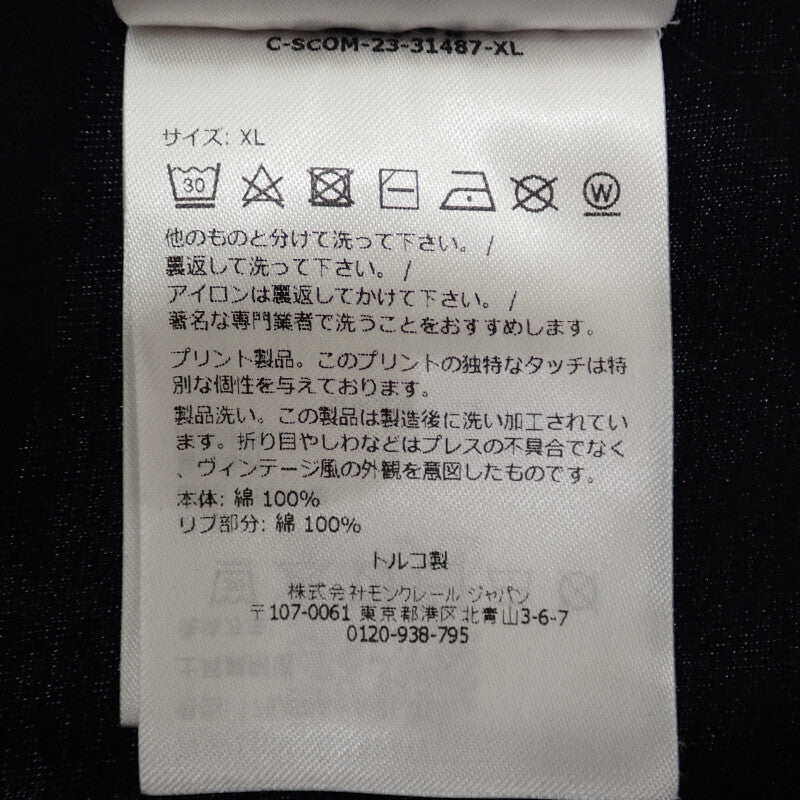 C-SCOM-23-31487-XL
サイズ: XL
30
W
他のものと分けて洗って下さい。 /
裏返して洗って下さい。 /
アイロンは裏返してかけて下さい。 /
著名な専門業者で洗うことをおすすめします。
プリント製品。このプリントの独特なタッチは特
別な個性を与えております。
製品洗い。この製品は製造後に洗い加工されてい
ます。折り目やしわなどはプレスの不具合でなく
、ヴィンテージ風の外観を意図したものです。
本体: 綿 100%
リブ部分: 綿 100%
トルコ製
株式会社モンクレール ジャパン
〒107-0061 東京都港区北青山3-6-7
0120-938-795